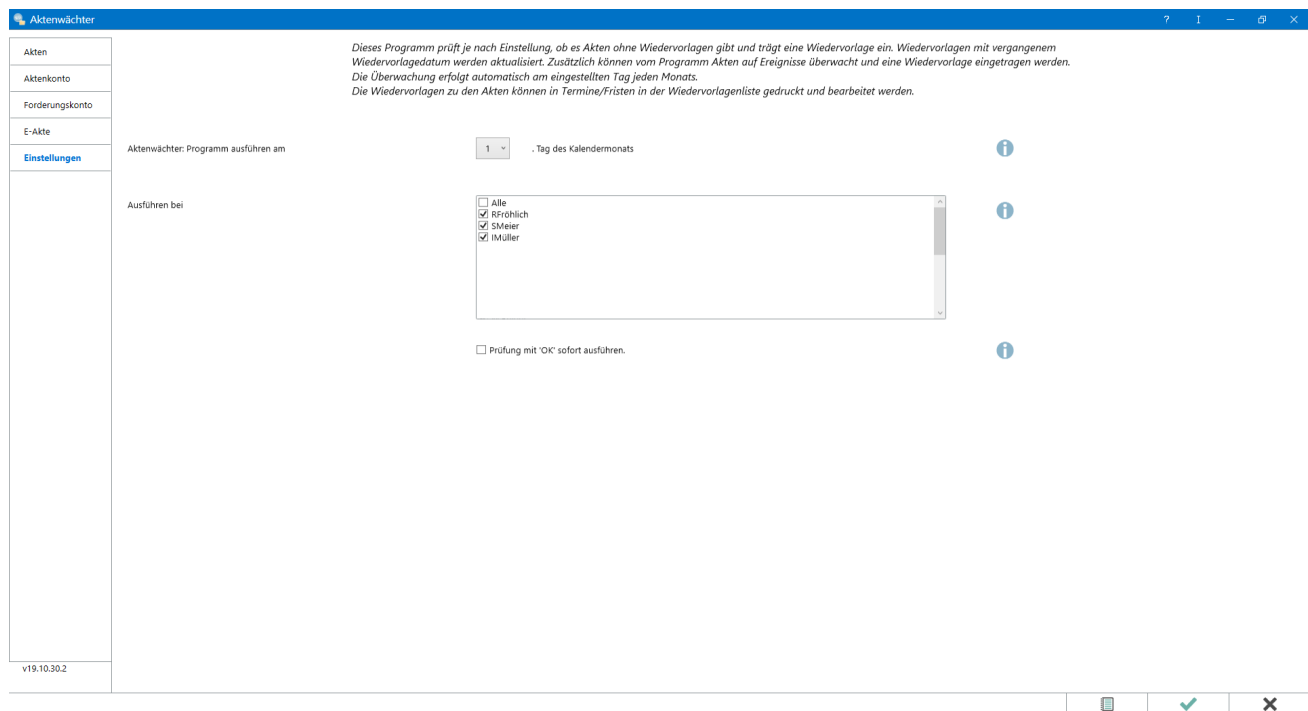 Aktenwächter
Akten
Aktenkonto
Forderungskonto
E-Akte
Einstellungen
Dieses Programm prüft je nach Einstellung, ob es Akten ohne Wiedervorlagen gibt und trägt eine Wiedervorlage ein. Wiedervorlagen mit vergangenem
Wiedervorlagedatum werden aktualisiert. Zusätzlich können vom Programm Akten auf Ereignisse überwacht und eine Wiedervorlage eingetragen werden.
Die Überwachung erfolgt automatisch am eingestellten Tag jeden Monats.
Die Wiedervorlagen zu den Akten können in Termine/Fristen in der Wiedervorlagenliste gedruckt und bearbeitet werden.
Aktenwächter: Programm ausführen am 1 . Tag des Kalendermonats
Ausführen bei
Alle
RFröhlich
SMeier
IMüller
Prüfung mit 'OK' sofort ausführen.
v19.10.30.2